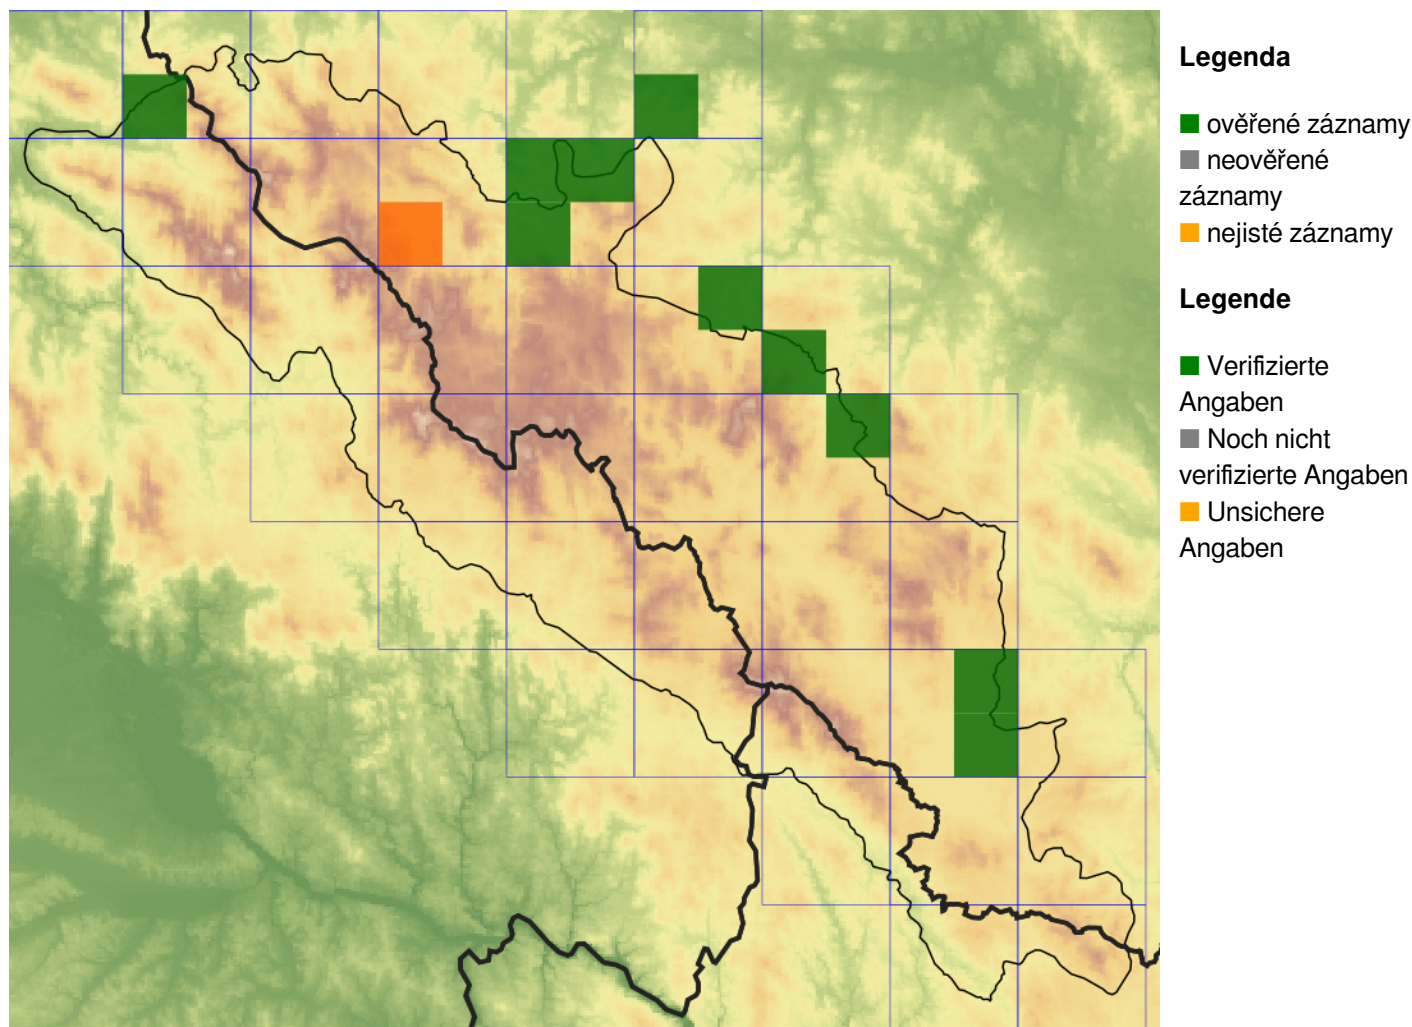 Legenda
ověřené záznamy
neověřené
záznamy
nejisté záznamy
Legende
Verifizierte
Angaben
Noch nicht
verifizierte Angaben
Unsichere
Angaben